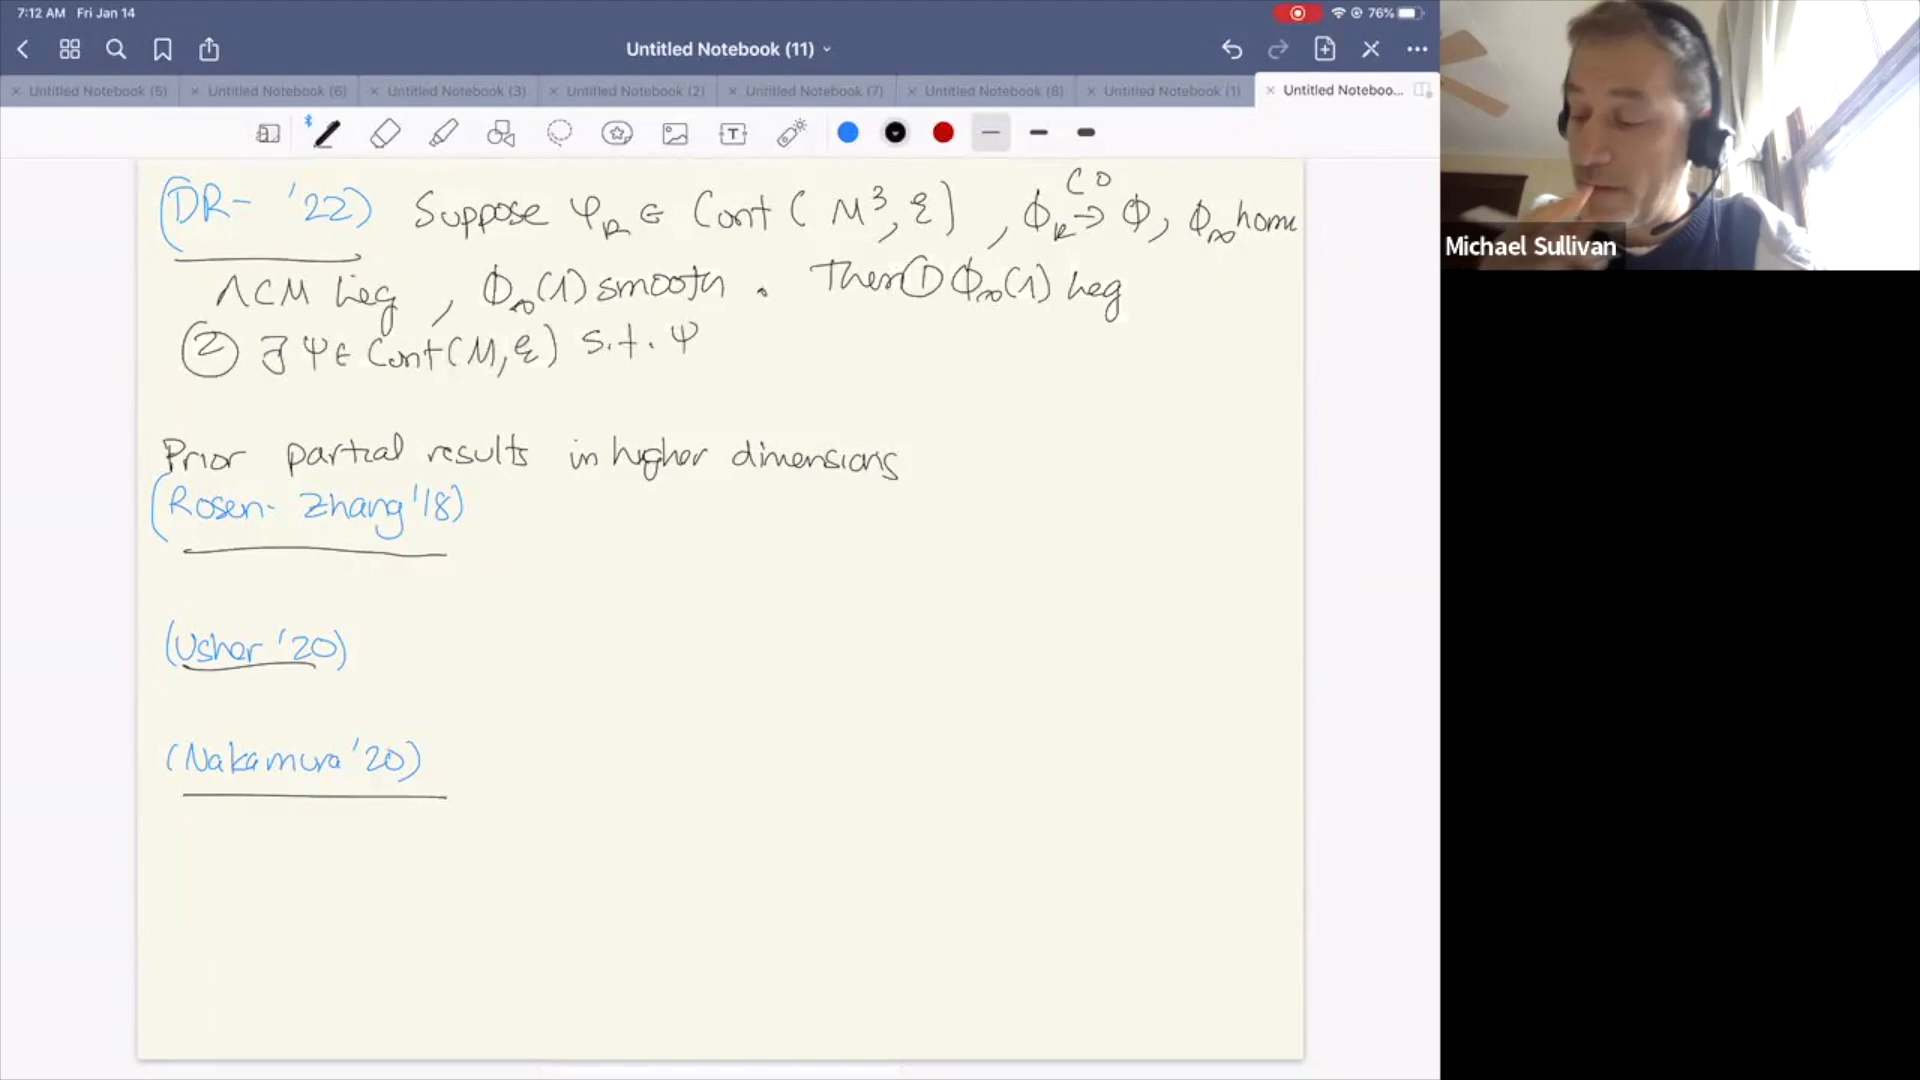 7:12 AM Fri Jan 14
76%
Untitled Notebook (11)
Untitled Notebook (5)
Untitled Notebook (6)
Untitled Notebook (3)
Untitled Notebook (2)
Untitled Notebook (7)
Untitled Notebook (8)
Untitled Notebook (1)
Untitled Noteboo...
(DR- '22) Suppose φ_k ∈ Cont(M³, ξ), Φ_k →^{C⁰} Φ, Φ_∞ homeo
Λ ⊂ M Leg, Φ_∞(Λ) smooth. Then ① Φ_∞(Λ) Leg
② ∃ ψ ∈ Cont(M, ξ) s.t. ψ
Prior partial results in higher dimensions
(Rosen-Zhang '18)
(Usher '20)
(Nakamura '20)
Michael Sullivan